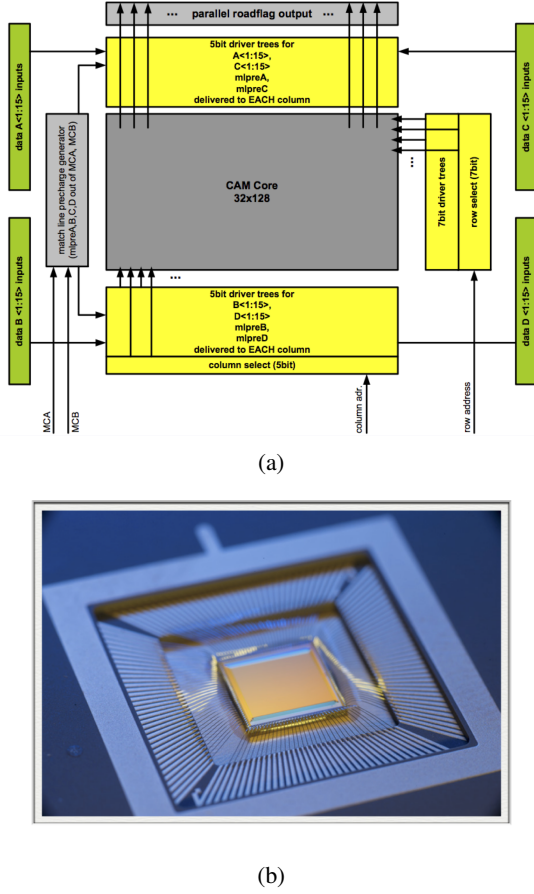 ... parallel roadflag output ...
5bit driver trees for
A<1:15>,
C<1:15>
mlpreA,
mlpreC
delivered to EACH column
data A<1:15> inputs
data C <1:15> inputs
match line precharge generator
(mlpreA,B,C,D out of MCA, MCB)
CAM Core
32x128
...
7bit driver trees
row select (7bit)
data B <1:15> inputs
data D <1:15> inputs
...
5bit driver trees for
B<1:15>,
D<1:15>
mlpreB,
mlpreD
delivered to EACH column
column select (5bit)
MCA
MCB
column adr.
row address
(a)
(b)